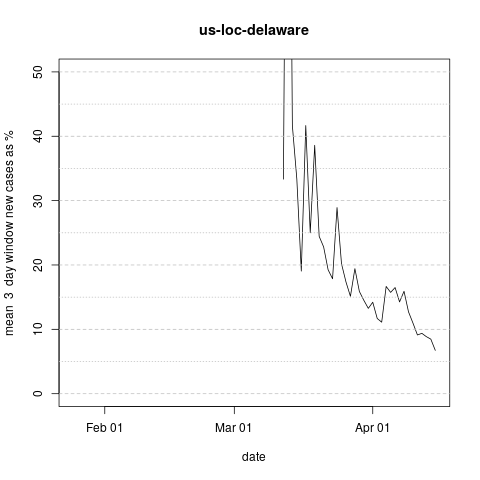 us-loc-delaware
mean 3 day window new cases as %
50
40
30
20
10
0
Feb 01
Mar 01
Apr 01
date